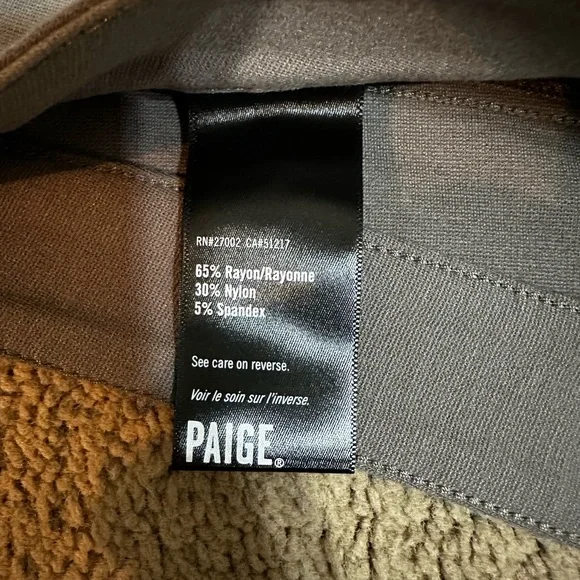 RN#27002 CA#51217
65% Rayon/Rayonne
30% Nylon
5% Spandex
See care on reverse.
Voir le soin sur l'inverse.
PAIGE®